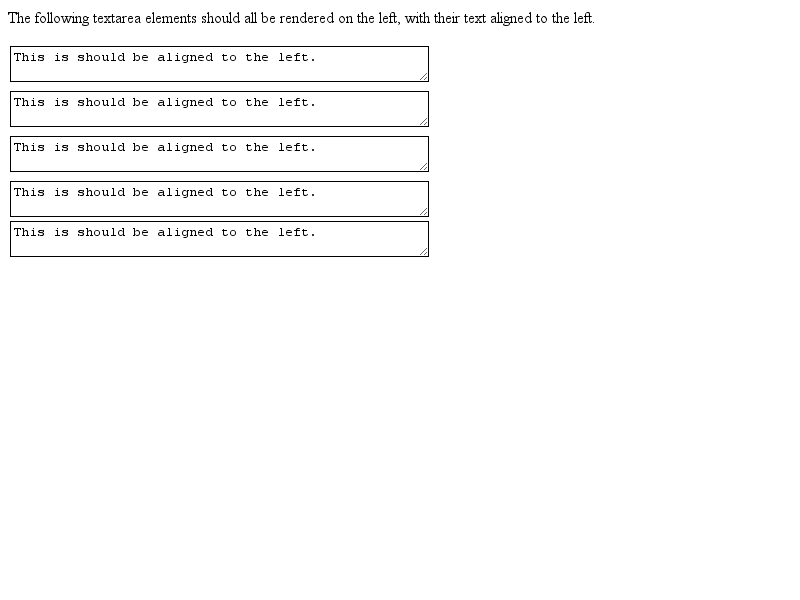 The following textarea elements should all be rendered on the left, with their text aligned to the left.
This is should be aligned to the left.
This is should be aligned to the left.
This is should be aligned to the left.
This is should be aligned to the left.
This is should be aligned to the left.